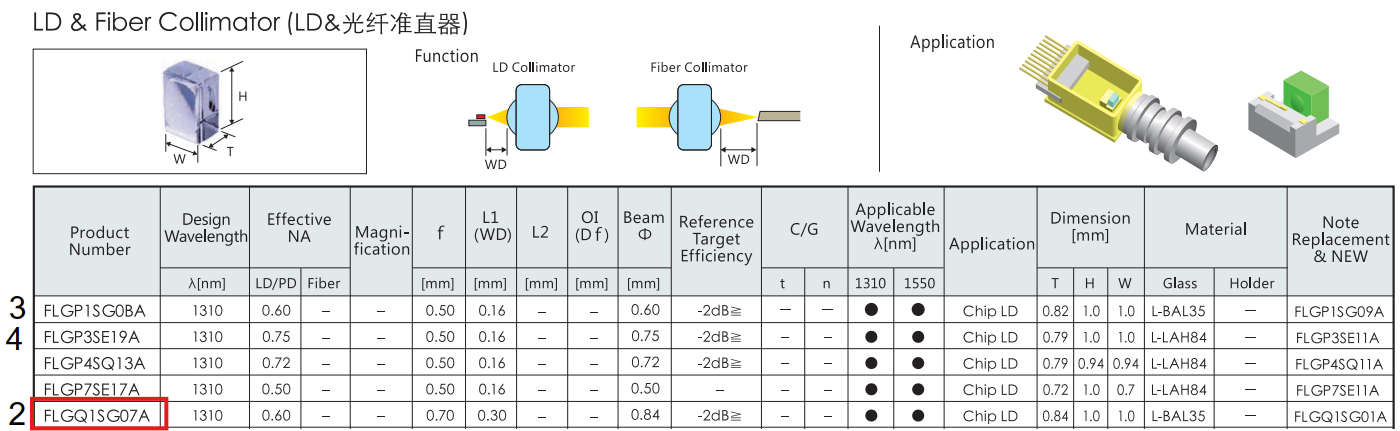 LD & Fiber Collimator (LD&光纤准直器)
H
W
T
Function
LD Collimator
Fiber Collimator
WD
WD
Application
Product Number
Design Wavelength
Effective NA
Magni-fication
f
L1 (WD)
L2
OI (Df)
Beam Φ
Reference Target Efficiency
C/G
Applicable Wavelength λ[nm]
Application
Dimension [mm]
Material
Note Replacement & NEW
λ[nm] LD/PD Fiber [mm] [mm] [mm] [mm] [mm] t n 1310 1550 T H W Glass Holder
3 FLGP1SG0BA 1310 0.60 – – 0.50 0.16 – – 0.60 -2dB≧ – – ● ● Chip LD 0.82 1.0 1.0 L-BAL35 – FLGP1SG09A
4 FLGP3SE19A 1310 0.75 – – 0.50 0.16 – – 0.75 -2dB≧ – – ● ● Chip LD 0.79 1.0 1.0 L-LAH84 – FLGP3SE11A
FLGP4SQ13A 1310 0.72 – – 0.50 0.16 – – 0.72 -2dB≧ – – ● ● Chip LD 0.79 0.94 0.94 L-LAH84 – FLGP4SQ11A
FLGP7SE17A 1310 0.50 – – 0.50 0.16 – – 0.50 – – – ● ● Chip LD 0.72 1.0 0.7 L-LAH84 – FLGP7SE11A
2 FLGQ1SG07A 1310 0.60 – – 0.70 0.30 – – 0.84 -2dB≧ – – ● ● Chip LD 0.84 1.0 1.0 L-BAL35 – FLGQ1SG01A